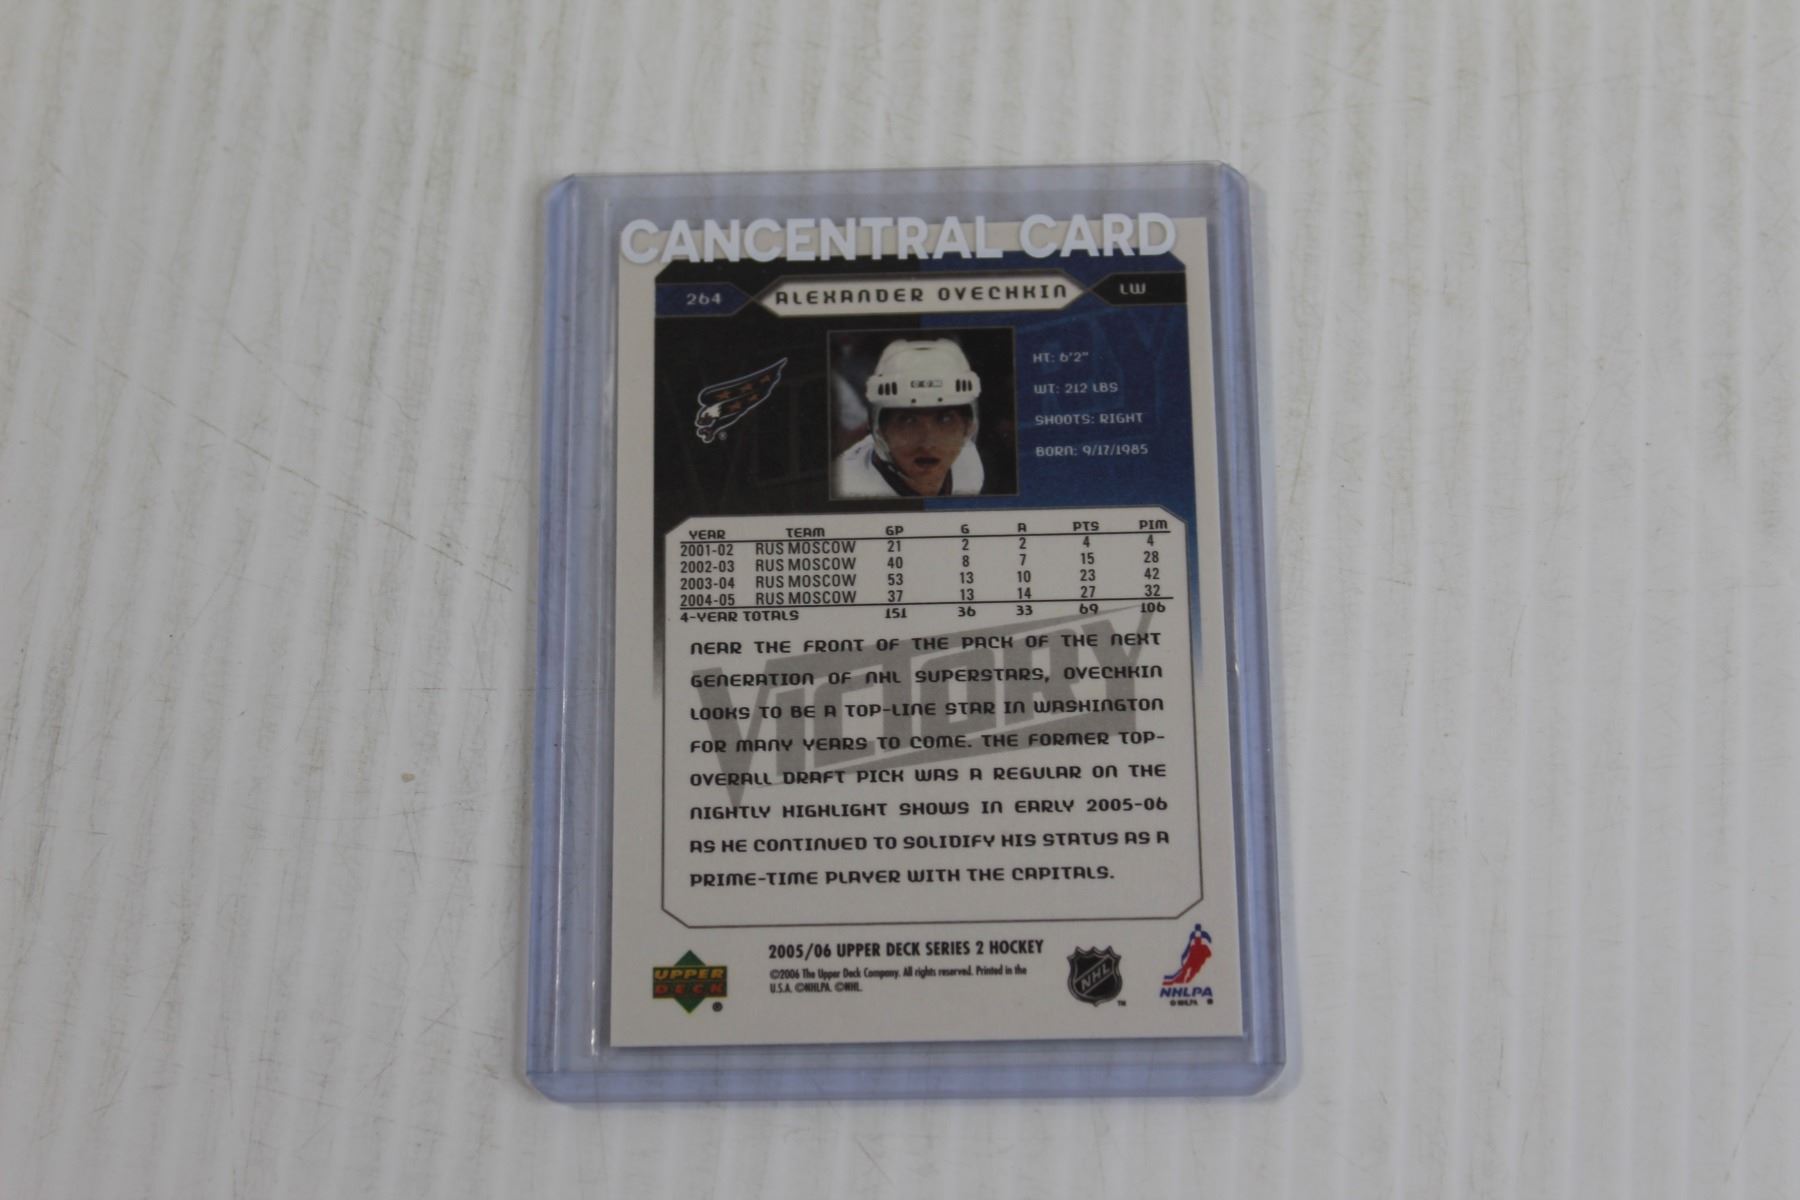 CANCENTRAL CARD
264 ALEXANDER OVECHKIN LW
CCM
HT: 6'2"
WT: 212 LBS
SHOOTS: RIGHT
BORN: 9/17/1985
YEAR TEAM GP G A PTS PIM
2001-02 RUS MOSCOW 21 2 2 4 4
2002-03 RUS MOSCOW 40 8 7 15 28
2003-04 RUS MOSCOW 53 13 10 23 42
2004-05 RUS MOSCOW 37 13 14 27 32
4-YEAR TOTALS 151 36 33 69 106
VICTORY
NEAR THE FRONT OF THE PACK OF THE NEXT
GENERATION OF NHL SUPERSTARS, OVECHKIN
LOOKS TO BE A TOP-LINE STAR IN WASHINGTON
FOR MANY YEARS TO COME. THE FORMER TOP-
OVERALL DRAFT PICK WAS A REGULAR ON THE
NIGHTLY HIGHLIGHT SHOWS IN EARLY 2005-06
AS HE CONTINUED TO SOLIDIFY HIS STATUS AS A
PRIME-TIME PLAYER WITH THE CAPITALS.
UPPER
DECK
®
2005/06 UPPER DECK SERIES 2 HOCKEY
©2006 The Upper Deck Company. All rights reserved. Printed in the
U.S.A. ©NHLPA. ©NHL.
NHL
™
NHLPA
©NHLPA ®